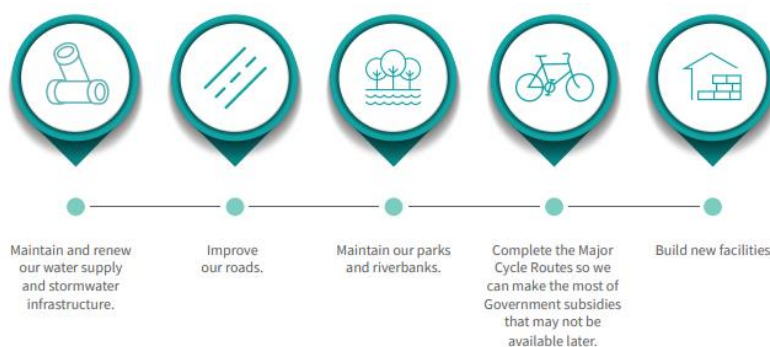 Maintain and renew
our water supply
and stormwater
infrastructure.
Improve
our roads.
Maintain our parks
and riverbanks.
Complete the Major
Cycle Routes so we
can make the most of
Government subsidies
that may not be
available later.
Build new facilities